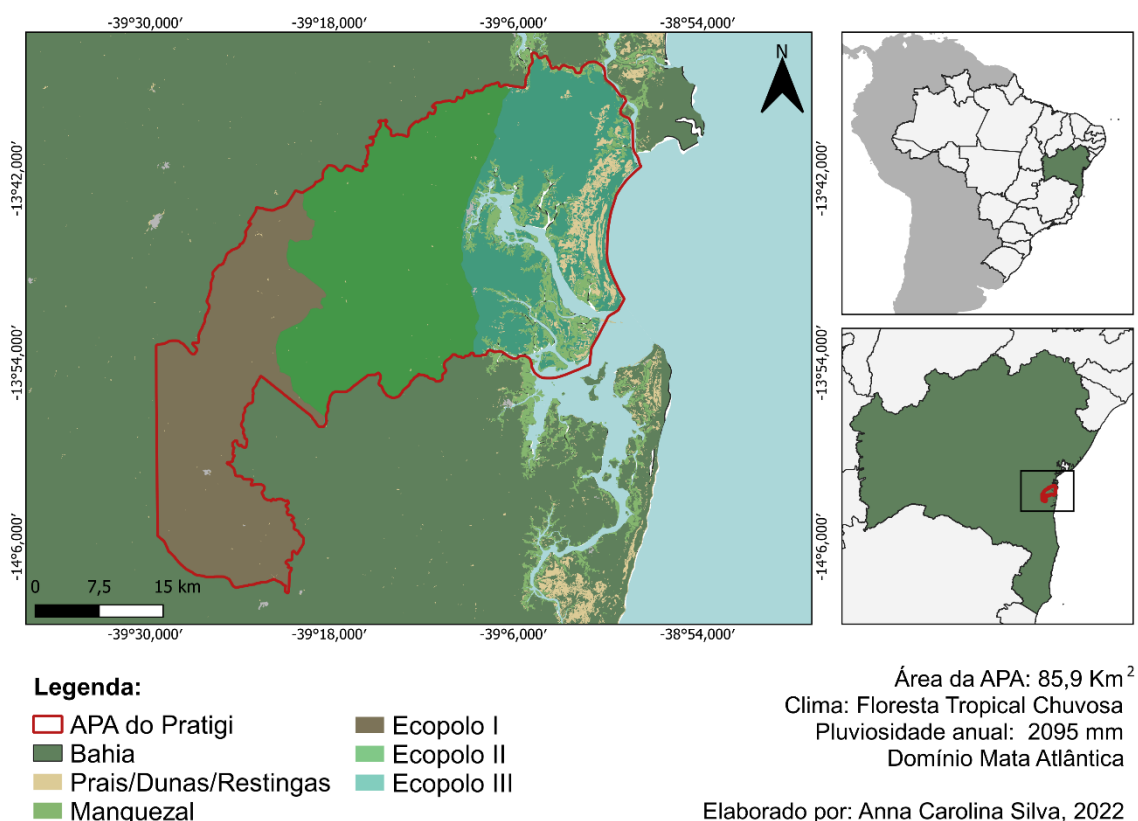 -39°30,000′ -39°18,000′ -39°6,000′ -38°54,000′
N
-13°42,000′ -13°42,000′
-13°54,000′ -13°54,000′
-14°6,000′ -14°6,000′
0 7,5 15 km
-39°30,000′ -39°18,000′ -39°6,000′ -38°54,000′
Legenda:
APA do Pratigi
Bahia
Prais/Dunas/Restingas
Manguezal
Ecopolo I
Ecopolo II
Ecopolo III
Área da APA: 85,9 Km²
Clima: Floresta Tropical Chuvosa
Pluviosidade anual: 2095 mm
Domínio Mata Atlântica
Elaborado por: Anna Carolina Silva, 2022